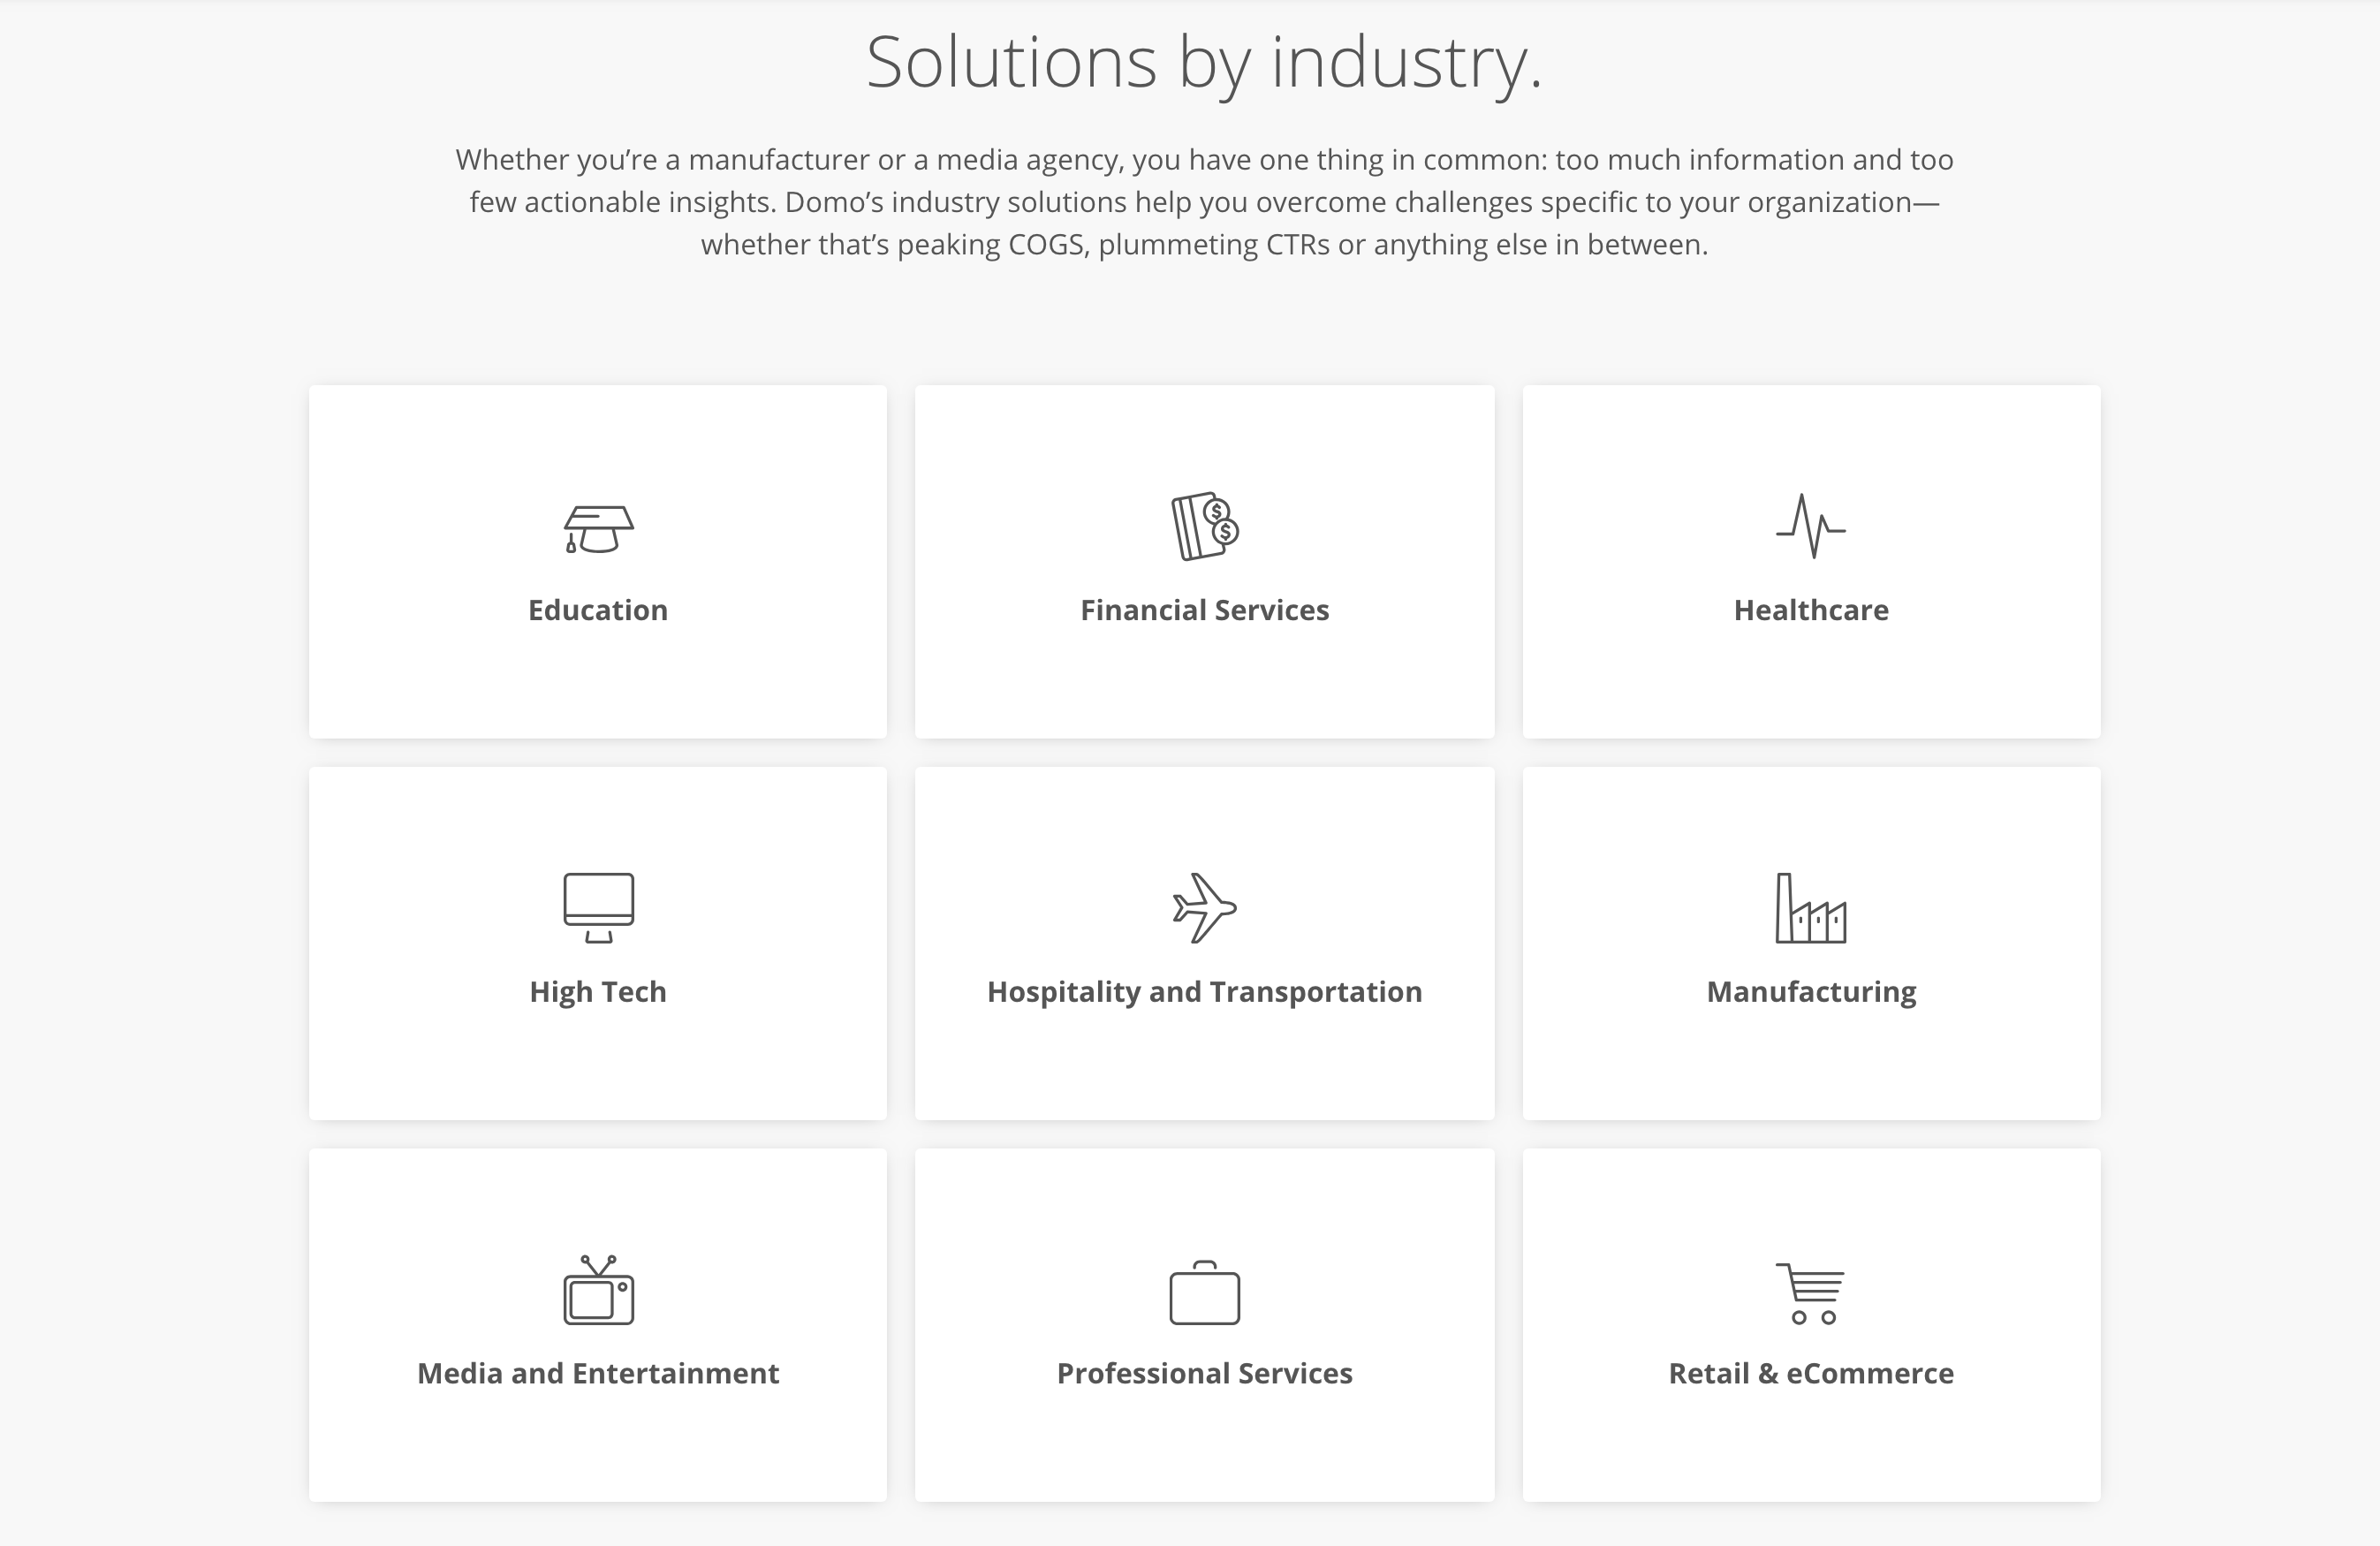 Solutions by industry.
Whether you’re a manufacturer or a media agency, you have one thing in common: too much information and too
few actionable insights. Domo’s industry solutions help you overcome challenges specific to your organization—
whether that’s peaking COGS, plummeting CTRs or anything else in between.
Education
Financial Services
Healthcare
High Tech
Hospitality and Transportation
Manufacturing
Media and Entertainment
Professional Services
Retail & eCommerce